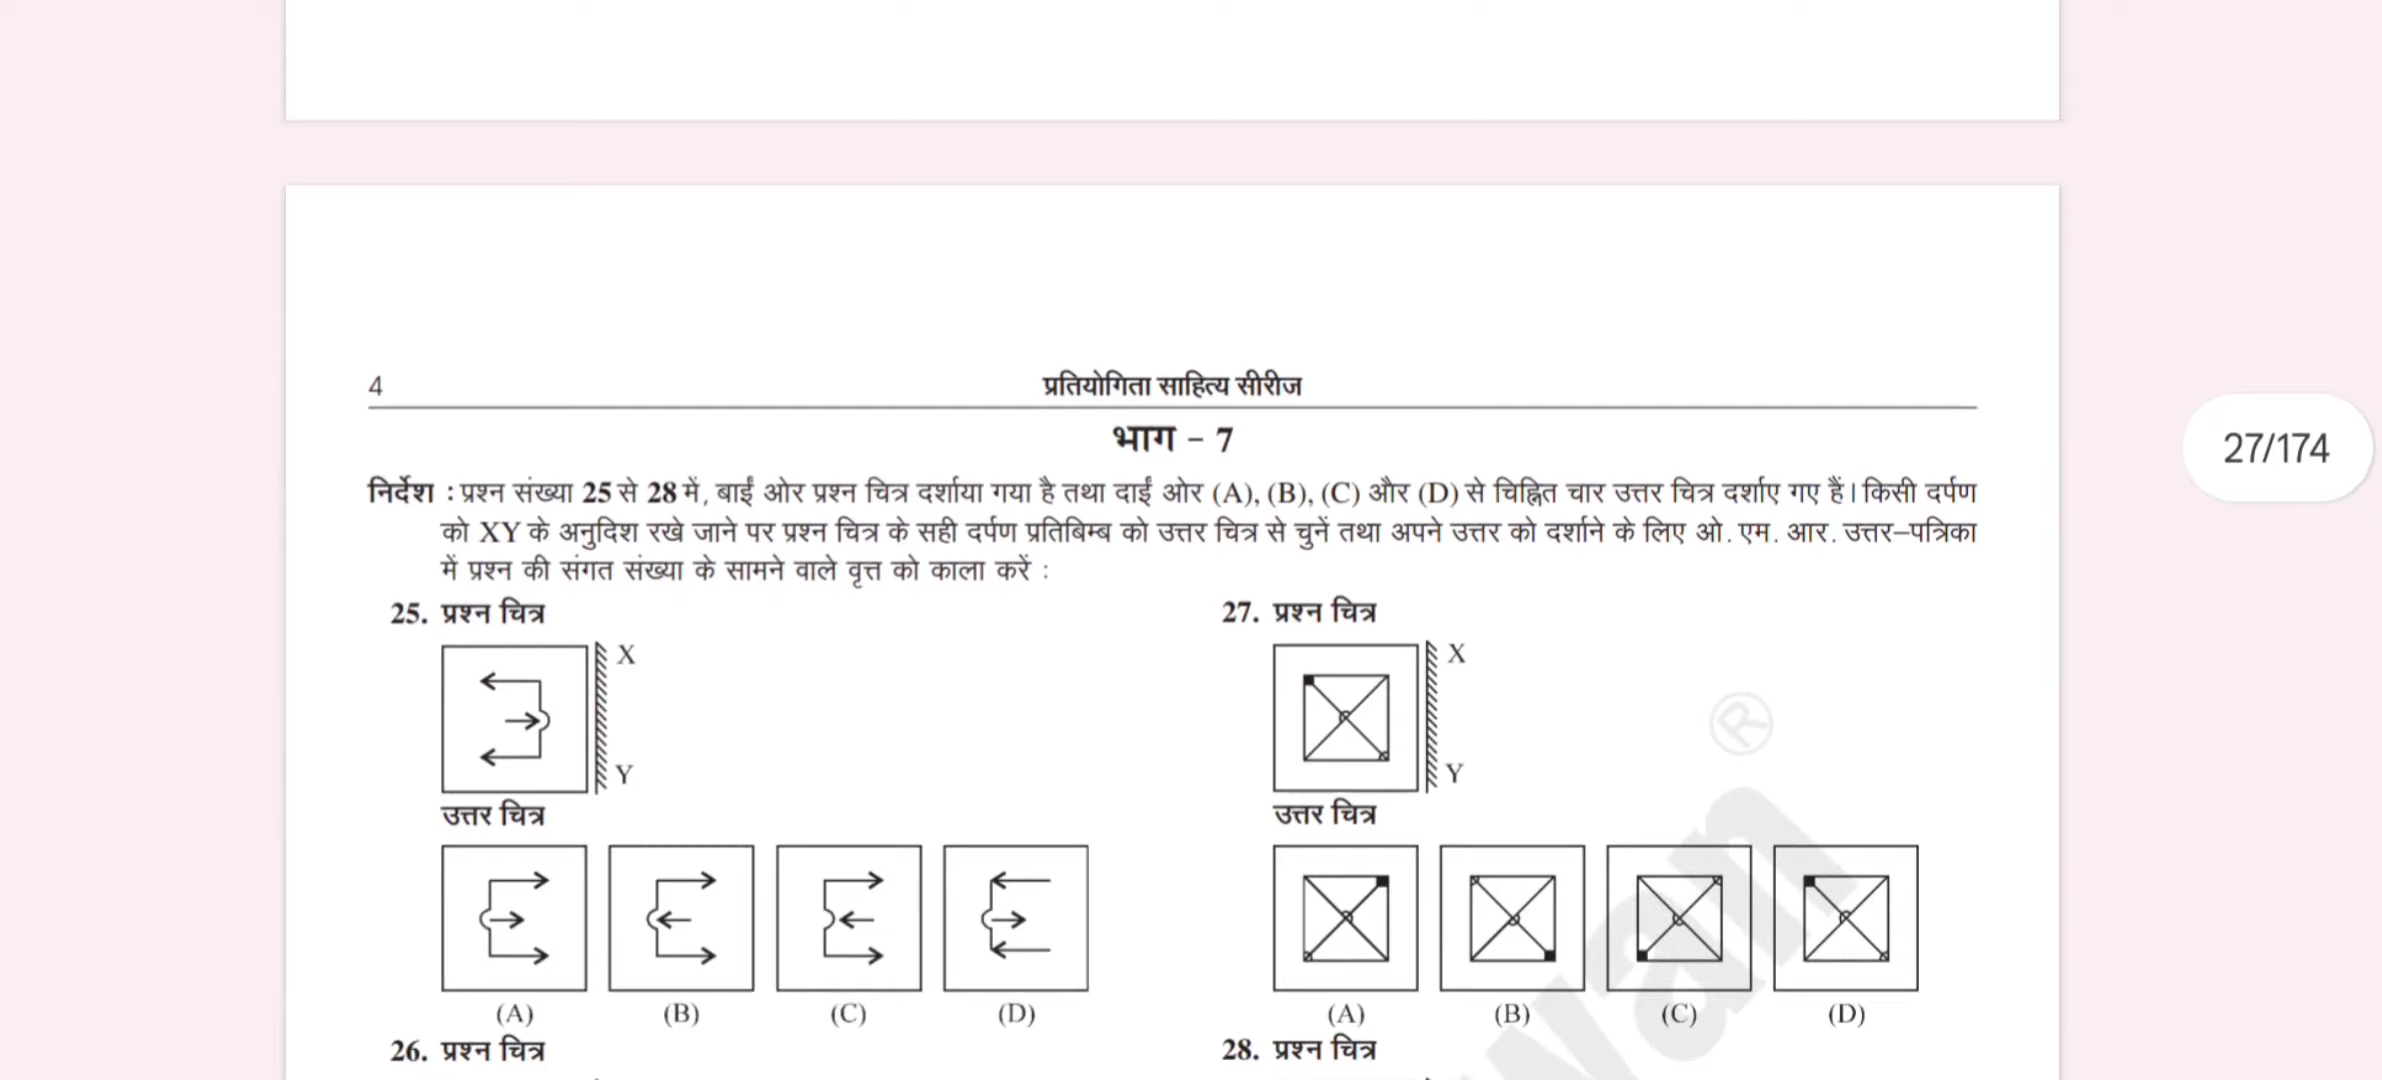 4
प्रतियोगिता साहित्य सीरीज
भाग – 7
निर्देश : प्रश्न संख्या 25 से 28 में, बाईं ओर प्रश्न चित्र दर्शाया गया है तथा दाईं ओर (A), (B), (C) और (D) से चिह्नित चार उत्तर चित्र दर्शाए गए हैं। किसी दर्पण
को XY के अनुदिश रखे जाने पर प्रश्न चित्र के सही दर्पण प्रतिबिम्ब को उत्तर चित्र से चुनें तथा अपने उत्तर को दर्शाने के लिए ओ. एम. आर. उत्तर–पत्रिका
में प्रश्न की संगत संख्या के सामने वाले वृत्त को काला करें :
25. प्रश्न चित्र
X
Y
उत्तर चित्र
(A) (B) (C) (D)
26. प्रश्न चित्र
27. प्रश्न चित्र
X
Y
उत्तर चित्र
(A) (B) (C) (D)
28. प्रश्न चित्र
27/174